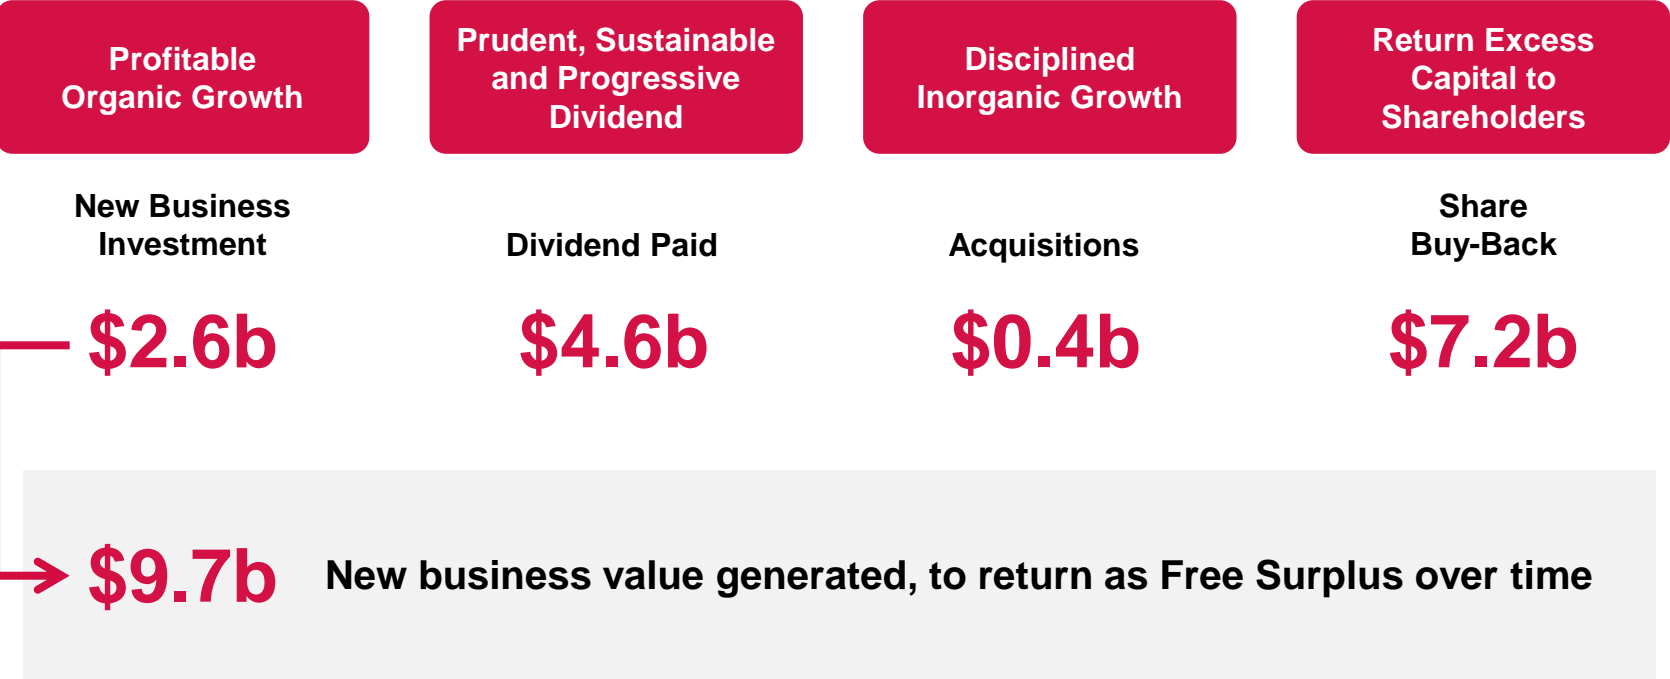 Profitable
Organic Growth
Prudent, Sustainable
and Progressive
Dividend
Disciplined
Inorganic Growth
Return Excess
Capital to
Shareholders
New Business
Investment
Dividend Paid
Acquisitions
Share
Buy-Back
$2.6b
$4.6b
$0.4b
$7.2b
$9.7b
New business value generated, to return as Free Surplus over time